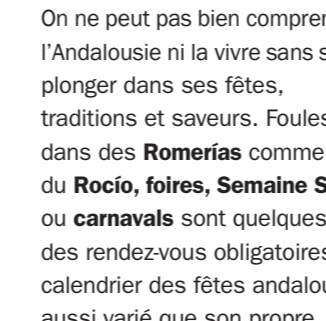 On ne peut pas bien
l'Andalousie ni la vivre sans
plonger dans ses fêtes,
traditions et saveurs.
dans des Romerías comme
du Rocío, foires, Semaine
ou carnavals sont quelques
des rendez-vous
calendrier des fêtes
aussi varié que son propre